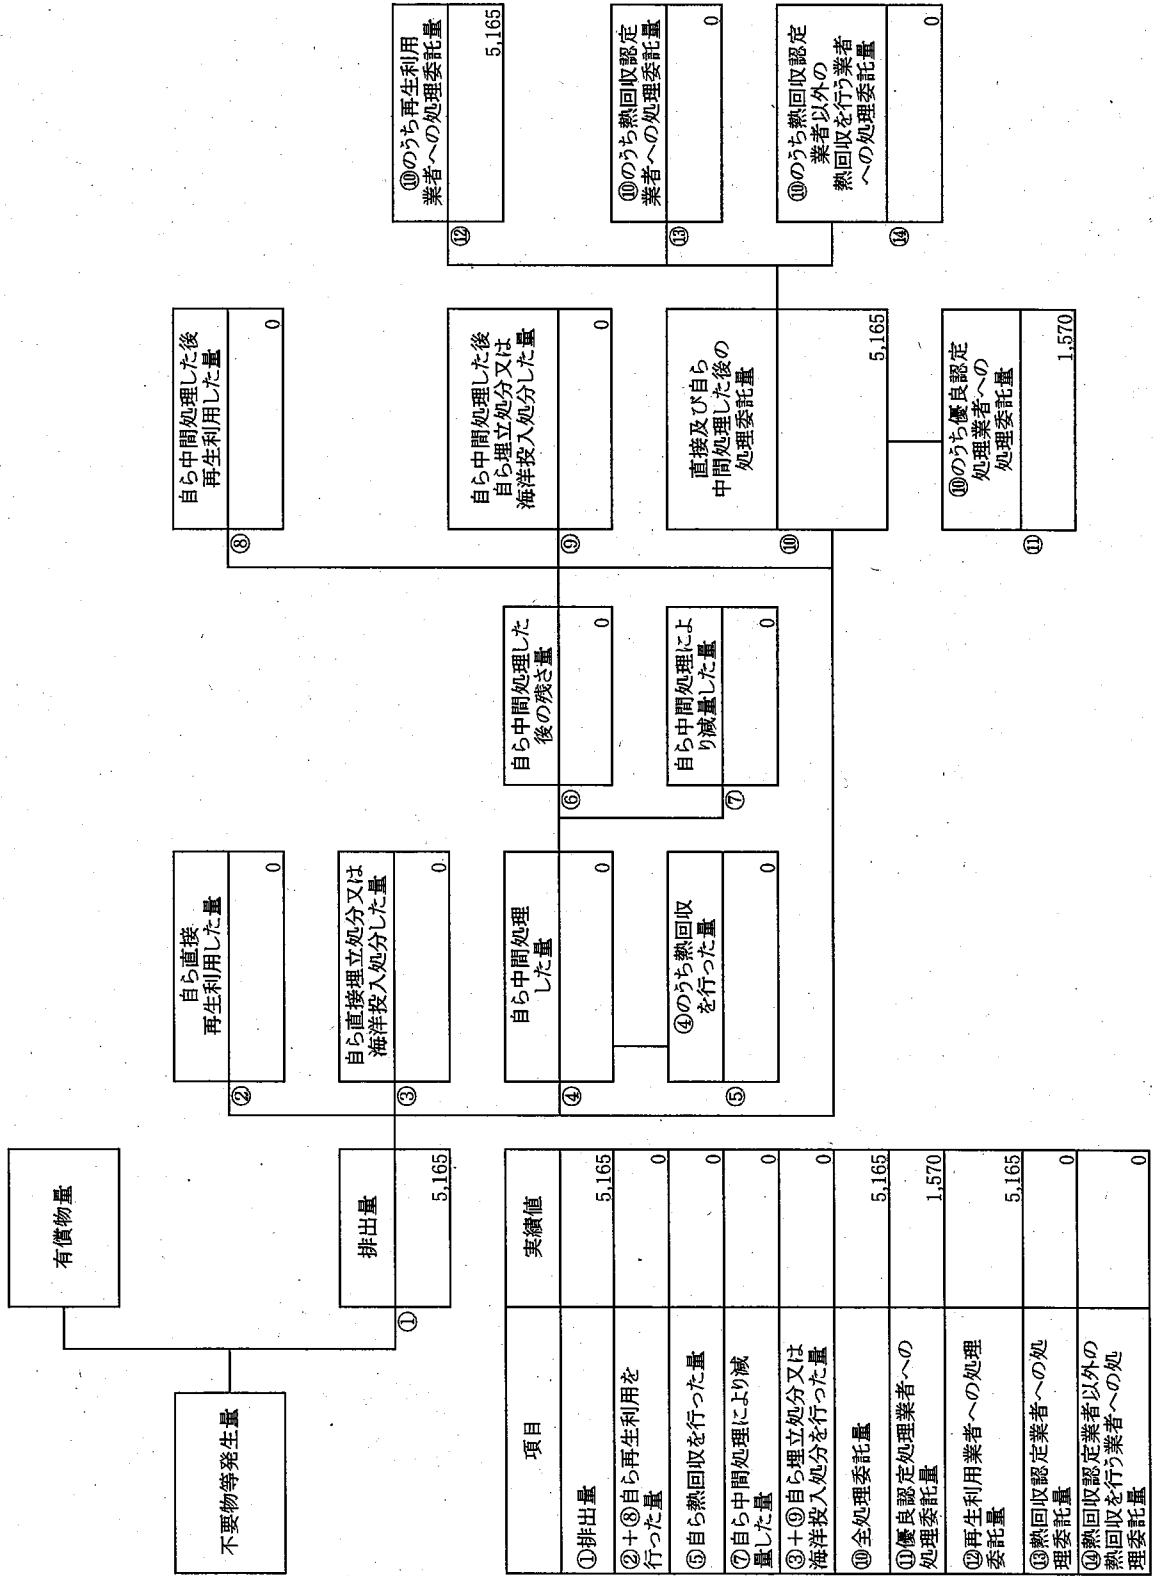 不要物等発生量
有償物量
排出量
①
5,165
自ら直接
再生利用した量
②
0
自ら直接埋立処分又は
海洋投入処分した量
③
0
自ら中間処理
した量
④
0
④のうち熱回収
を行った量
⑤
0
自ら中間処理した
後の残さ量
⑥
0
自ら中間処理によ
り減量した量
⑦
0
自ら中間処理した後
再生利用した量
⑧
0
自ら中間処理した後
自ら埋立処分又は
海洋投入処分した量
⑨
0
直接及び自ら
中間処理した後の
処理委託量
⑩
5,165
⑩のうち優良認定
処理業者への
処理委託量
⑪
1,570
⑩のうち再生利用
業者への処理委託量
⑫
5,165
⑩のうち熱回収認定
業者への処理委託量
⑬
0
⑩のうち熱回収認定
業者以外の
熱回収を行う業者
への処理委託量
⑭
0
項目 実績値
①排出量 5,165
②+⑧自ら再生利用を
行った量 0
⑤自ら熱回収を行った量 0
⑦自ら中間処理により減
量した量 0
③+⑨自ら埋立処分又は
海洋投入処分を行った量 0
⑩全処理委託量 5,165
⑪優良認定処理業者への
処理委託量 1,570
⑫再生利用業者への処理
委託量 5,165
⑬熱回収認定業者への処
理委託量 0
⑭熱回収認定業者以外の
熱回収を行う業者への処
理委託量 0